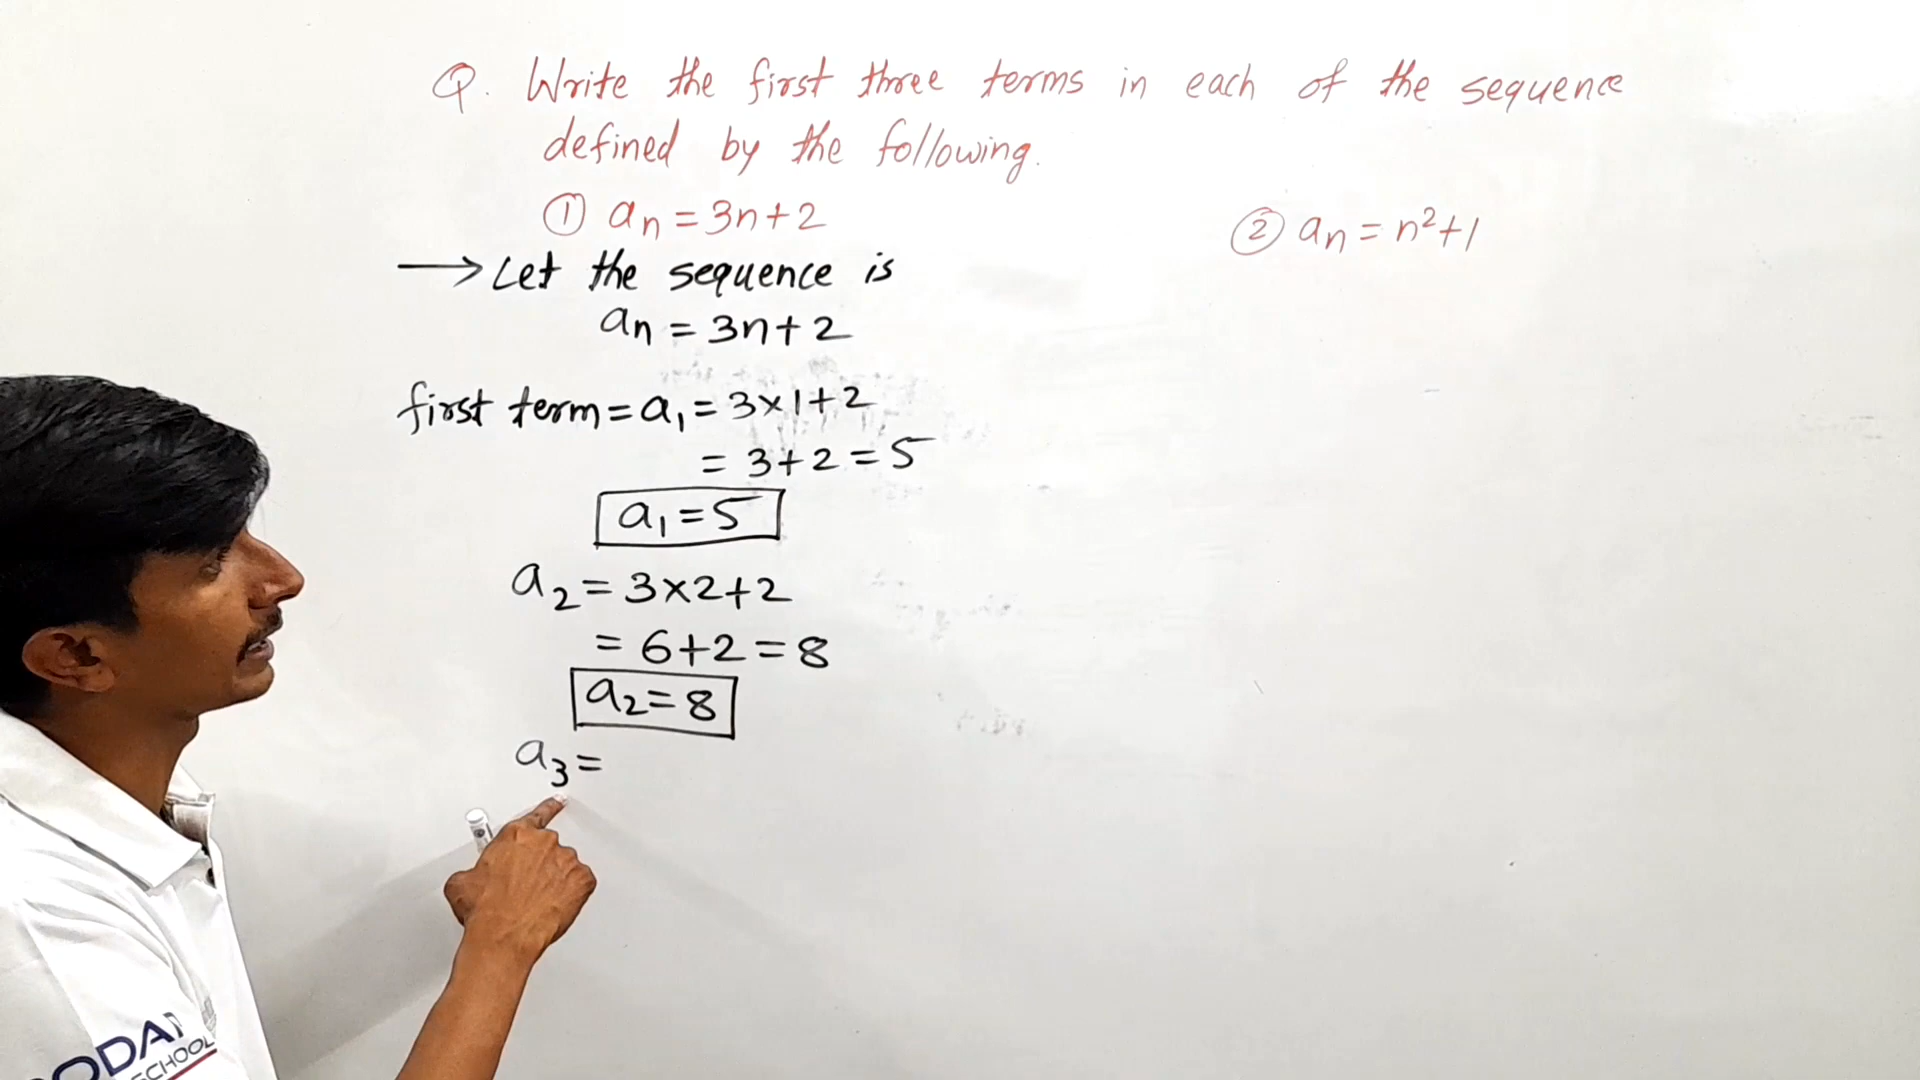 Q. Write the first three terms in each of the sequence
defined by the following.
① aₙ = 3n+2
② aₙ = n²+1
→ Let the sequence is
aₙ = 3n+2
first term = a₁ = 3×1+2
= 3+2 = 5
a₁ = 5
a₂ = 3×2+2
= 6+2 = 8
a₂ = 8
a₃ =
SCHOOL